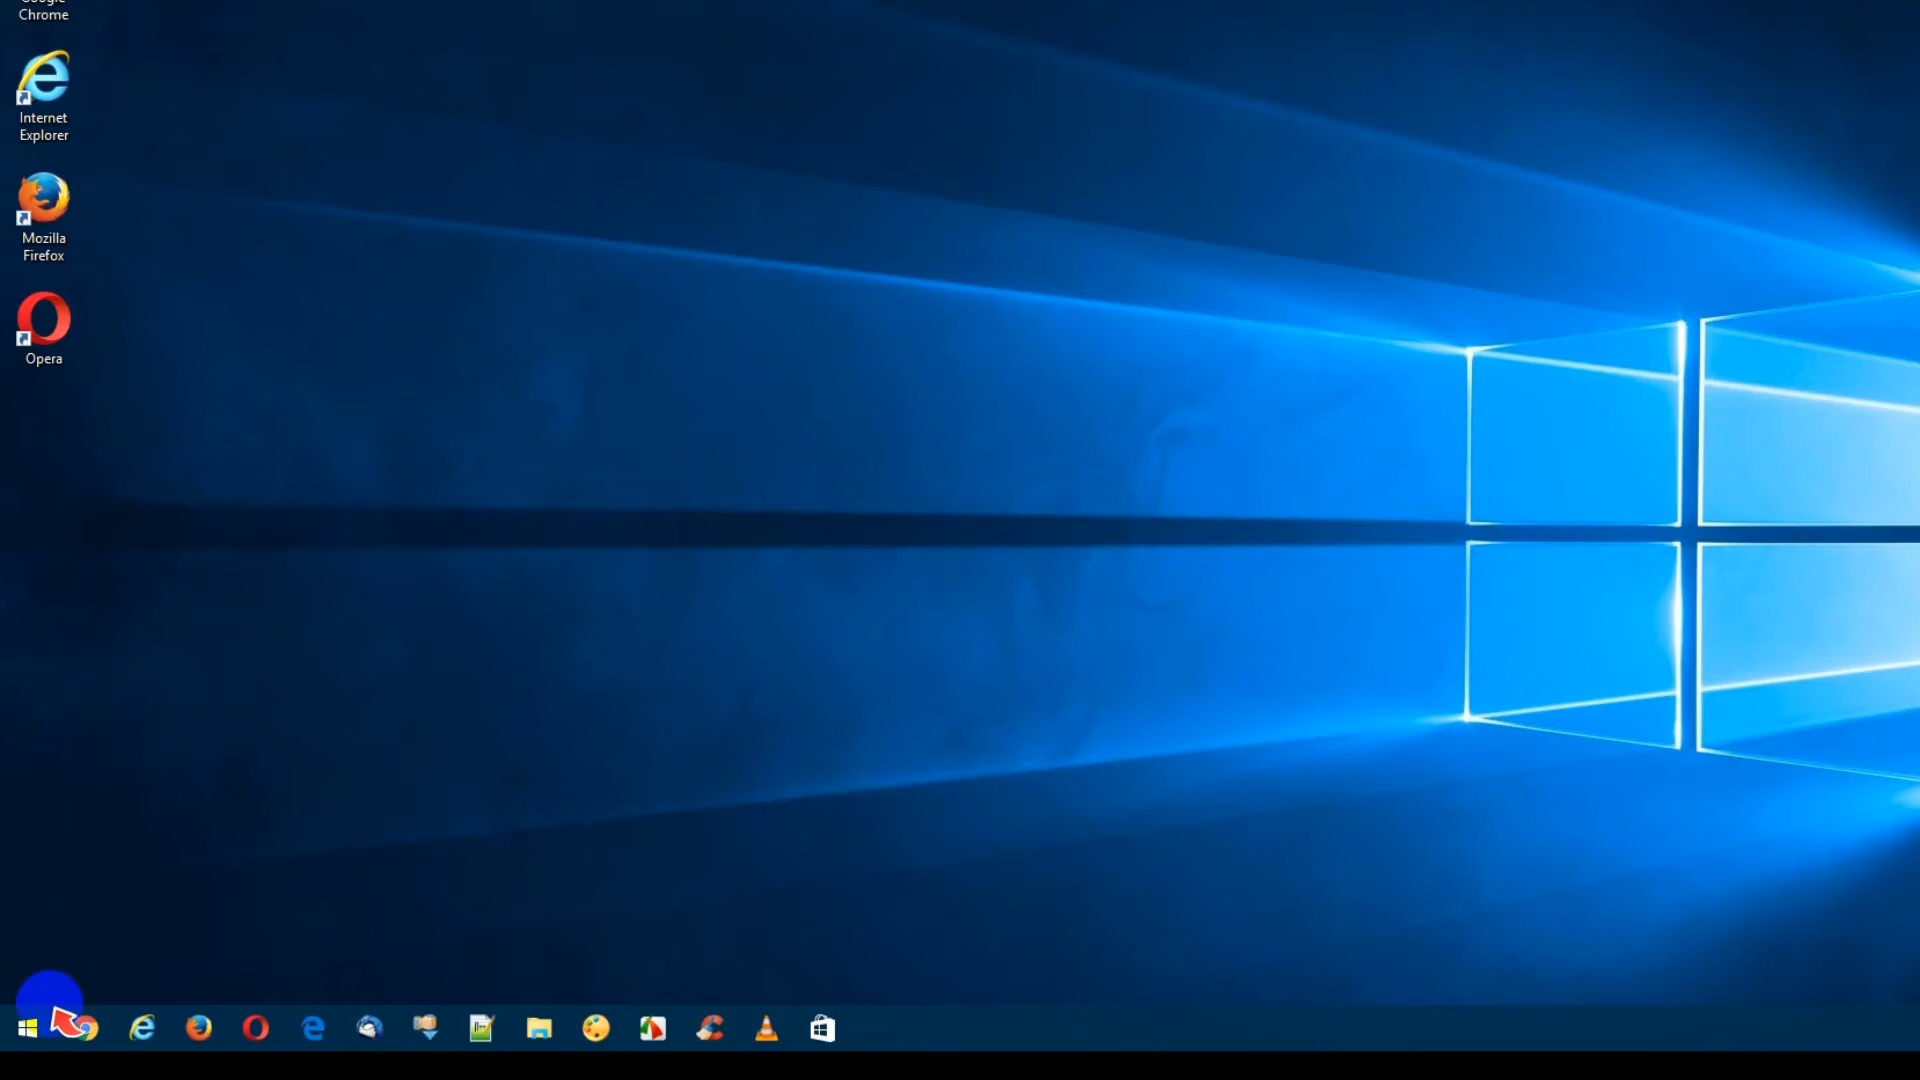 Chrome
Internet
Explorer
Mozilla
Firefox
Opera